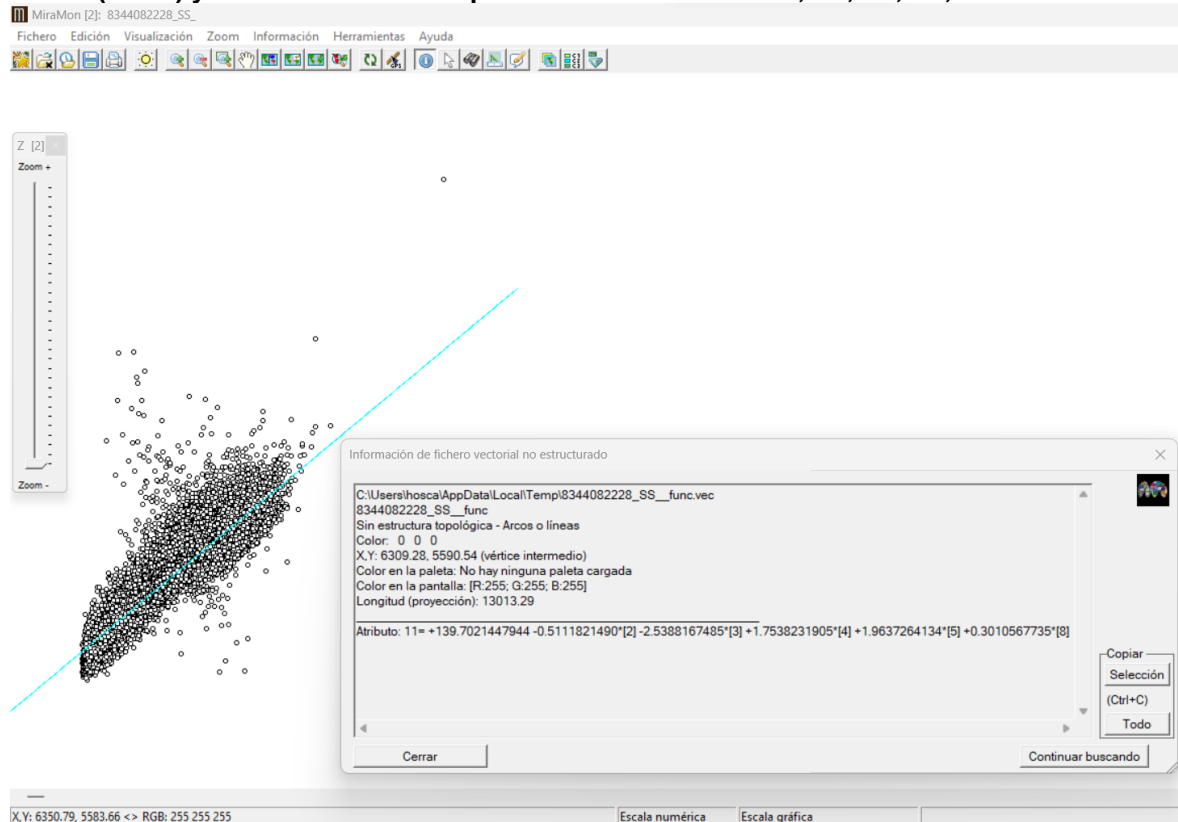 MiraMon [2]: 8344082228_SS_
Fichero Edición Visualización Zoom Información Herramientas Ayuda
Z [2]
Zoom +
Zoom -
Información de fichero vectorial no estructurado
C:\Users\hosca\AppData\Local\Temp\8344082228_SS__func.vec
8344082228_SS__func
Sin estructura topológica - Arcos o líneas
Color: 0 0 0
X,Y: 6309.28, 5590.54 (vértice intermedio)
Color en la paleta: No hay ninguna paleta cargada
Color en la pantalla: [R:255; G:255; B:255]
Longitud (proyección): 13013.29
Atributo: 11= +139.7021447944 -0.5111821490*[2] -2.5388167485*[3] +1.7538231905*[4] +1.9637264134*[5] +0.3010567735*[8]
Copiar
Selección
(Ctrl+C)
Todo
Cerrar
Continuar buscando
X,Y: 6350.79, 5583.66 <> RGB: 255 255 255
Escala numérica
Escala gráfica